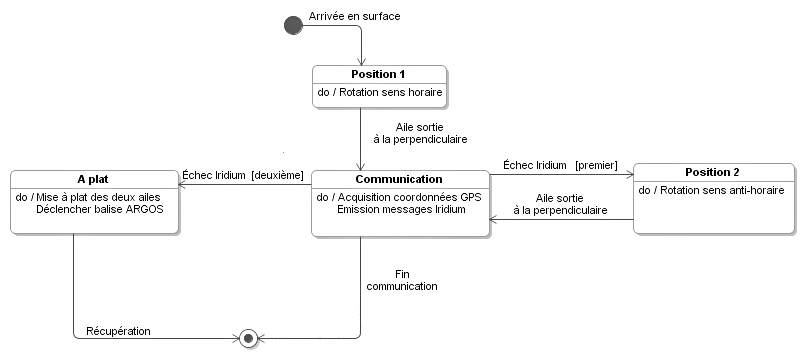 Arrivée en surface
Position 1
do / Rotation sens horaire
Aile sortie
à la perpendiculaire
Échec Iridium [deuxième]
Échec Iridium [premier]
A plat
do / Mise à plat des deux ailes
Déclencher balise ARGOS
Communication
do / Acquisition coordonnées GPS
Emission messages Iridium
Position 2
do / Rotation sens anti-horaire
Aile sortie
à la perpendiculaire
Fin
communication
Récupération